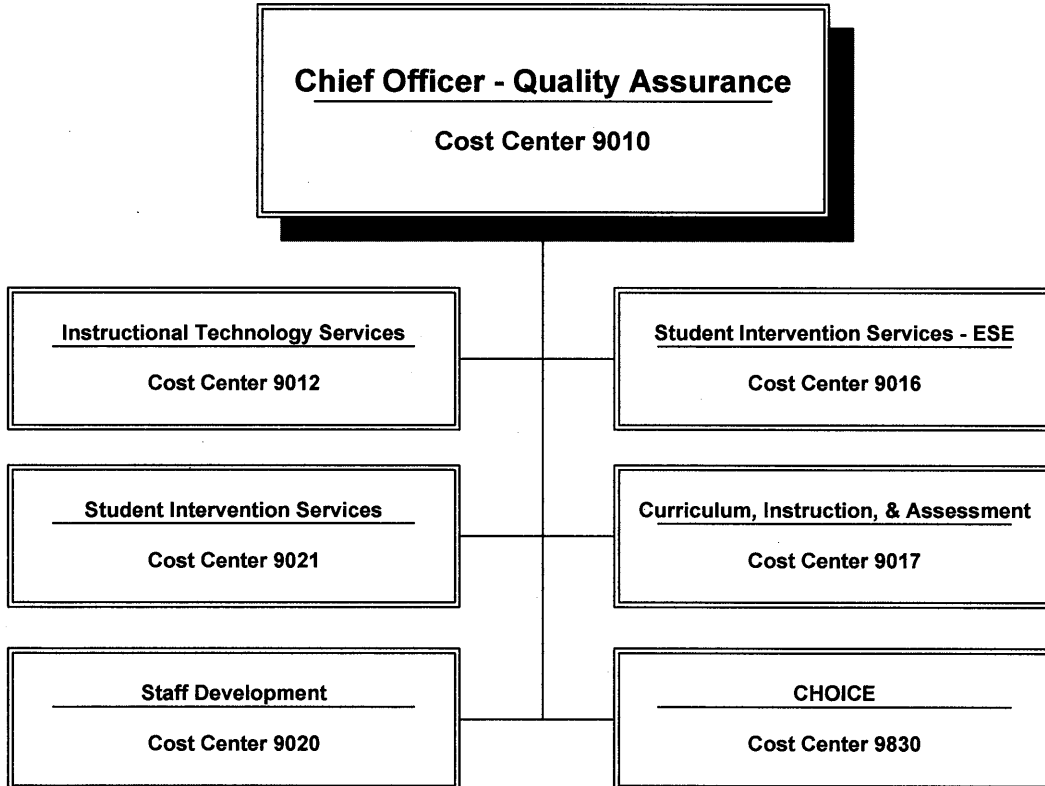 Chief Officer - Quality Assurance
Cost Center 9010
Instructional Technology Services
Cost Center 9012
Student Intervention Services - ESE
Cost Center 9016
Student Intervention Services
Cost Center 9021
Curriculum, Instruction, & Assessment
Cost Center 9017
Staff Development
Cost Center 9020
CHOICE
Cost Center 9830